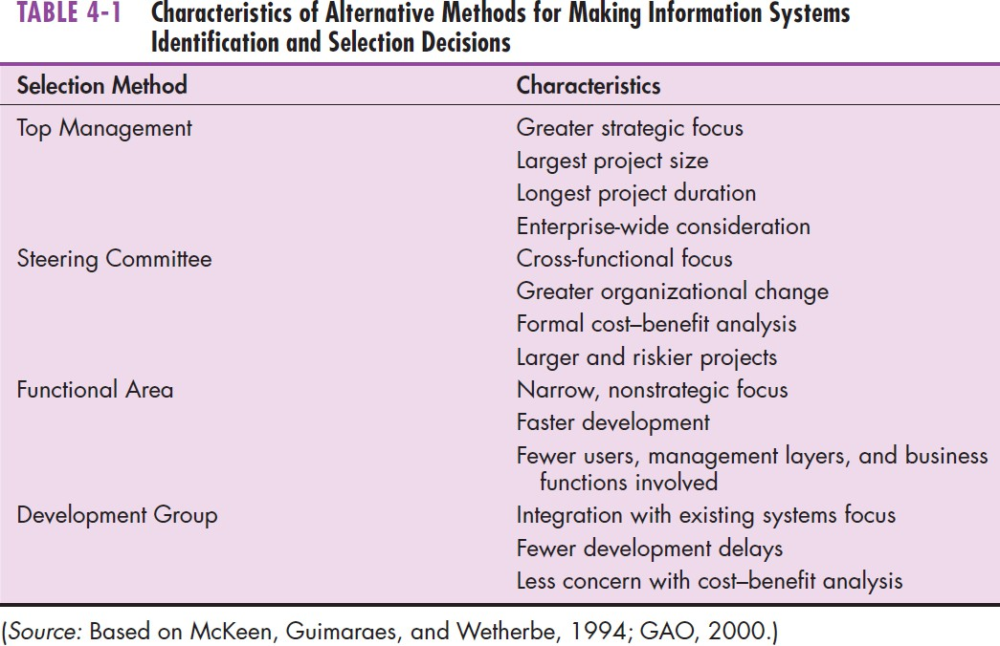 TABLE 4-1 Characteristics of Alternative Methods for Making Information Systems
Identification and Selection Decisions
Selection Method Characteristics
Top Management Greater strategic focus
Largest project size
Longest project duration
Enterprise-wide consideration
Steering Committee Cross-functional focus
Greater organizational change
Formal cost–benefit analysis
Larger and riskier projects
Functional Area Narrow, nonstrategic focus
Faster development
Fewer users, management layers, and business
functions involved
Development Group Integration with existing systems focus
Fewer development delays
Less concern with cost–benefit analysis
(Source: Based on McKeen, Guimaraes, and Wetherbe, 1994; GAO, 2000.)